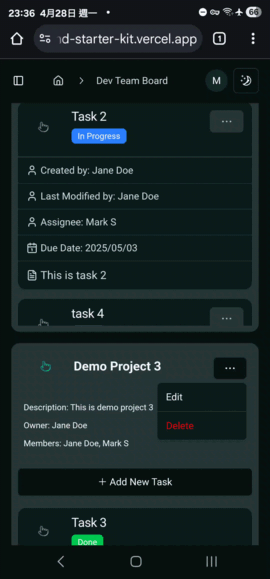 23:36 4月28日 週一 • 66
nd-starter-kit.vercel.app 1
Dev Team Board M
Task 2
In Progress
Created by: Jane Doe
Last Modified by: Jane Doe
Assignee: Mark S
Due Date: 2025/05/03
This is task 2
task 4
Demo Project 3
Edit
Description: This is demo project 3
Owner: Jane Doe
Delete
Members: Jane Doe, Mark S
+ Add New Task
Task 3
Done